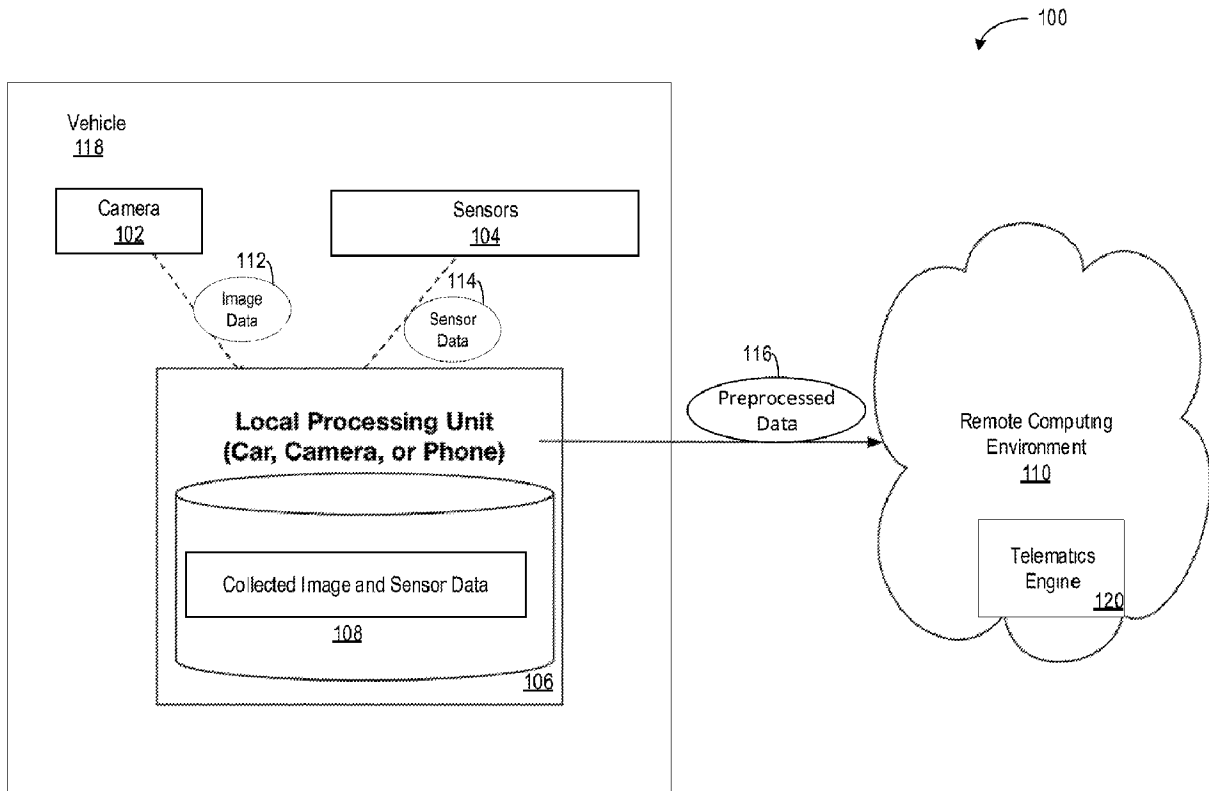 100
Vehicle
118
Camera
102
Sensors
104
112
Image
Data
114
Sensor
Data
Local Processing Unit
(Car, Camera, or Phone)
Collected Image and Sensor Data
108
106
116
Preprocessed
Data
Remote Computing
Environment
110
Telematics
Engine
120